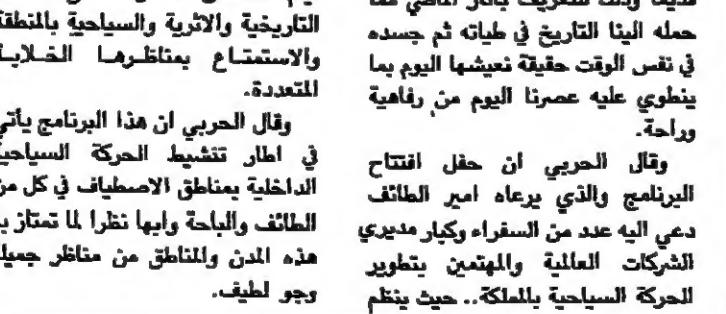 حمله الينا التاريخ في طياته ثم جسده
في نفس الوقت حقيقة نعيشها اليوم بما
ينطوي عليه عصرنا اليوم من رفاهية
وراحة.
وقال الحربي ان حفل افتتاح
البرنامج والذي يرعاه امير الطائف
دعي اليه عدد من السفراء وكبار مديري
الشركات العالمية والمهتمين بتطوير
الحركة السياحية بالمملكة.. حيث ينظم
التاريخية والاثرية والسياحية بالمنطقة
والاستمتاع بمناظرها الخلابة
المتعددة.
وقال الحربي ان هذا البرنامج يأتي
في اطار تنشيط الحركة السياحية
الداخلية بمناطق الاصطياف في كل من
الطائف والباحة وابها نظرا لما تمتاز به
هذه المدن والمناطق من مناظر جميلة
وجو لطيف.